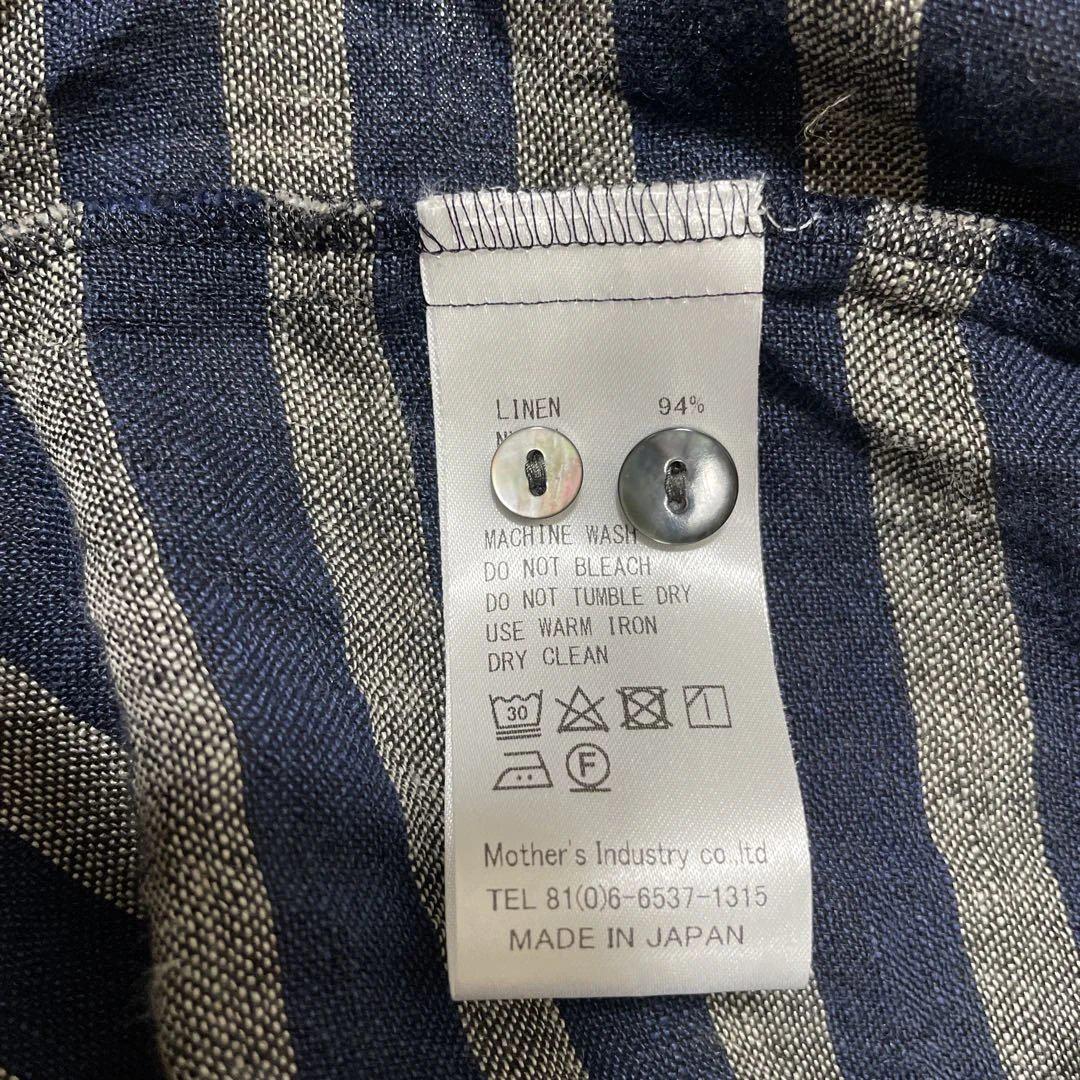 LINEN 94%
MACHINE WASH
DO NOT BLEACH
DO NOT TUMBLE DRY
USE WARM IRON
DRY CLEAN
30
F
Mother's Industry co.,ltd
TEL 81(0)6-6537-1315
MADE IN JAPAN